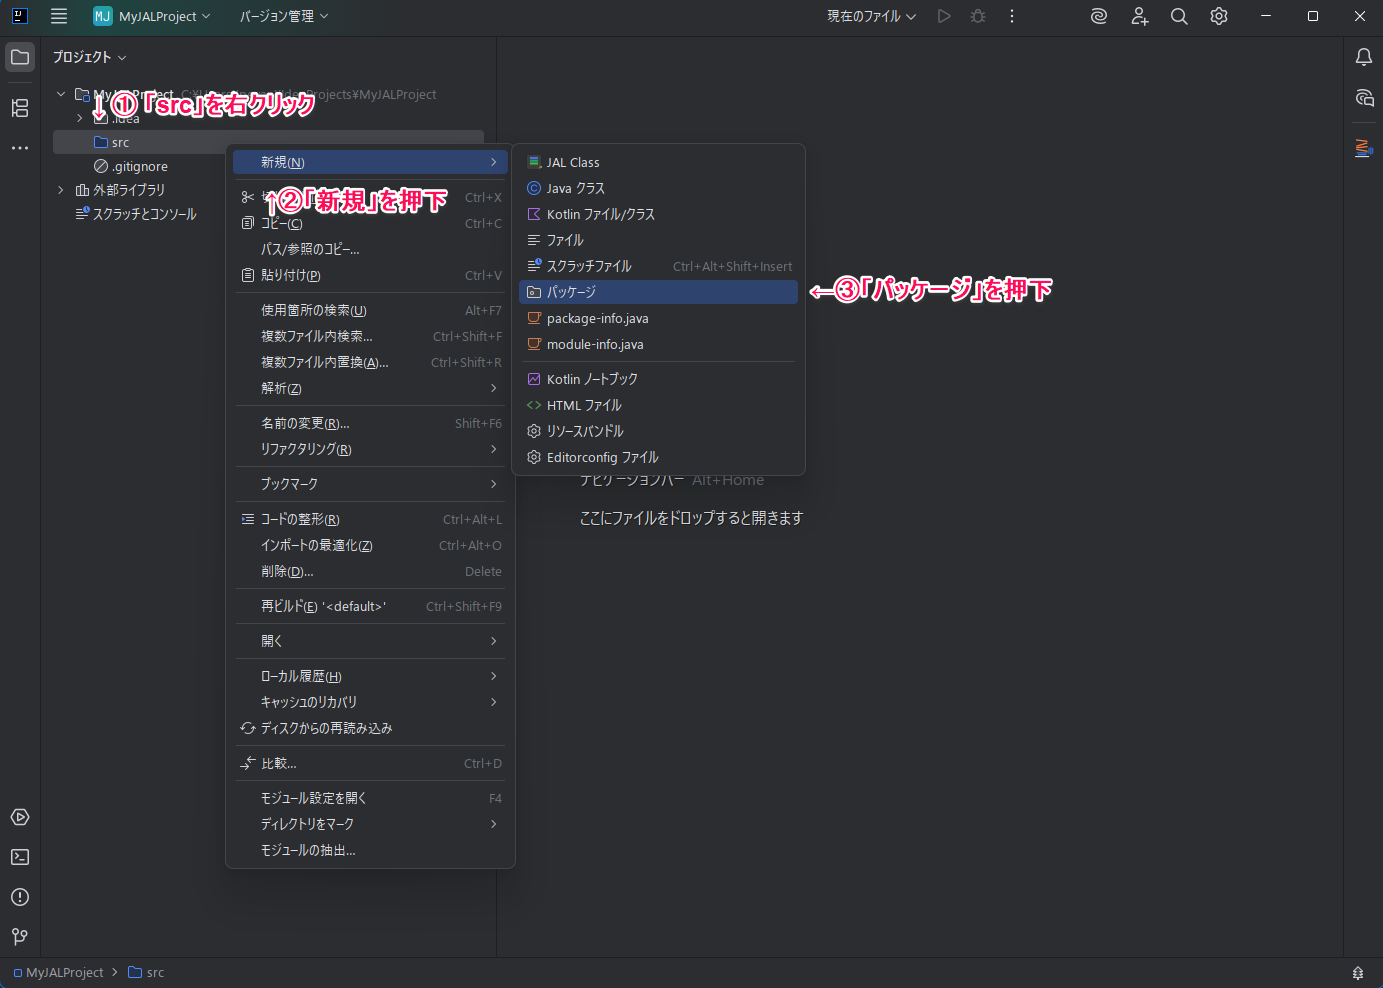 MJ MyJALProject バージョン管理 現在のファイル
プロジェクト
MyJALProject
①「src」を右クリック
.idea
src
.gitignore
外部ライブラリ
スクラッチとコンソール
新規(N)
②「新規」を押下
Ctrl+X
コピー(C) Ctrl+C
パス/参照のコピー...
貼り付け(P) Ctrl+V
使用箇所の検索(U) Alt+F7
複数ファイル内検索... Ctrl+Shift+F
複数ファイル内置換(A)... Ctrl+Shift+R
解析(Z)
名前の変更(R)... Shift+F6
リファクタリング(R)
ブックマーク
コードの整形(R) Ctrl+Alt+L
インポートの最適化(Z) Ctrl+Alt+O
削除(D)... Delete
再ビルド(E) '<default>' Ctrl+Shift+F9
開く
ローカル履歴(H)
キャッシュのリカバリ
ディスクからの再読み込み
比較... Ctrl+D
モジュール設定を開く F4
ディレクトリをマーク
モジュールの抽出...
JAL Class
Java クラス
Kotlin ファイル/クラス
ファイル
スクラッチファイル Ctrl+Alt+Shift+Insert
パッケージ
←③「パッケージ」を押下
package-info.java
module-info.java
Kotlin ノートブック
HTML ファイル
リソースバンドル
Editorconfig ファイル
ナビゲーションバー Alt+Home
ここにファイルをドロップすると開きます
MyJALProject > src